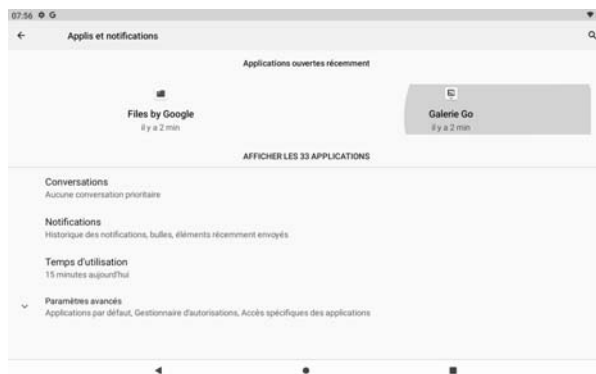 07:56 G
Applis et notifications
Applications ouvertes récemment
Files by Google
il y a 2 min
Galerie Go
il y a 2 min
AFFICHER LES 33 APPLICATIONS
Conversations
Aucune conversation prioritaire
Notifications
Historique des notifications, bulles, éléments récemment envoyés
Temps d'utilisation
15 minutes aujourd'hui
Paramètres avancés
Applications par défaut, Gestionnaire d'autorisations, Accès spécifiques des applications